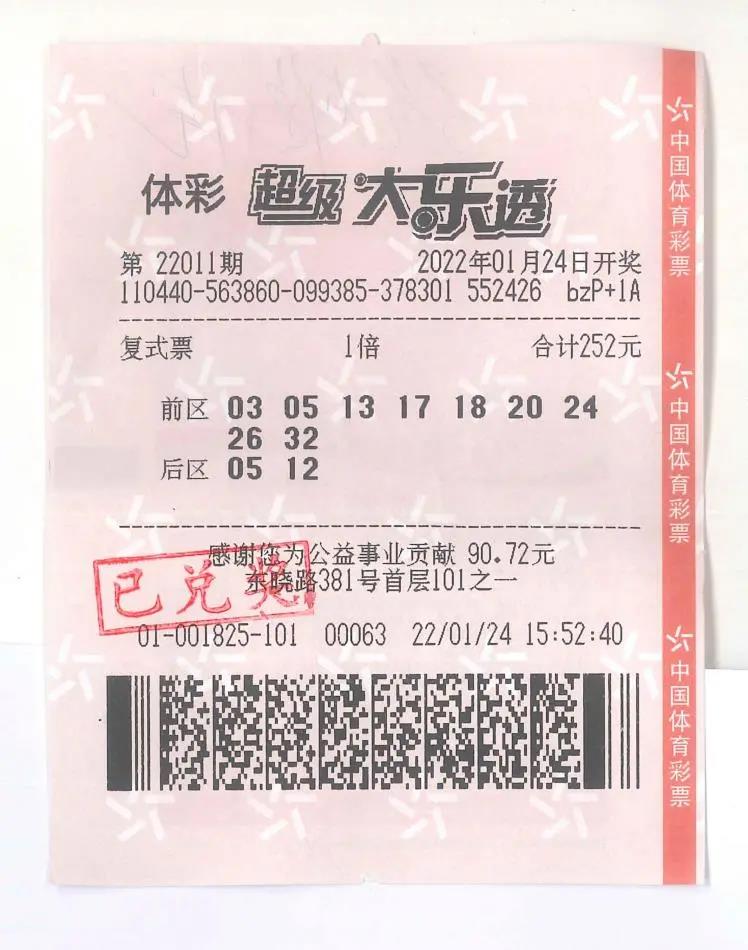 体彩 超级大乐透
第 22011期 2022年01月24日开奖
110440-563860-099385-378301 552426 bzP+1A
复式票 1倍 合计252元
前区 03 05 13 17 18 20 24
26 32
后区 05 12
感谢您为公益事业贡献 90.72元
东晓路381号首层101之一
已兑奖
01-001825-101 00063 22/01/24 15:52:40
中国体育彩票
中国体育彩票
中国体育彩票